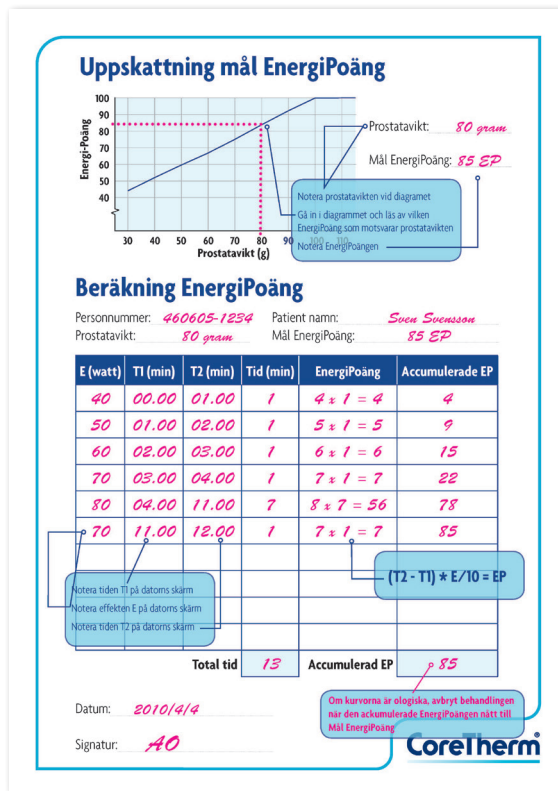 Uppskattning mål EnergiPoäng
Energi-Poäng
100
90
80
70
60
50
40
30 40 50 60 70 80 90 100 110
Prostatavikt (g)
Prostatavikt: 80 gram
Mål EnergiPoäng: 85 EP
Notera prostatavikten vid diagramet
Gå in i diagrammet och läs av vilken
EnergiPoäng som motsvarar prostatavikten
Notera EnergiPoängen
Beräkning EnergiPoäng
Personnummer: 460605-1234 Patient namn: Sven Svensson
Prostatavikt: 80 gram Mål EnergiPoäng: 85 EP
E (watt) T1 (min) T2 (min) Tid (min) EnergiPoäng Accumulerade EP
40 00.00 01.00 1 4 x 1 = 4 4
50 01.00 02.00 1 5 x 1 = 5 9
60 02.00 03.00 1 6 x 1 = 6 15
70 03.00 04.00 1 7 x 1 = 7 22
80 04.00 11.00 7 8 x 7 = 56 78
70 11.00 12.00 1 7 x 1 = 7 85
(T2 - T1) * E/10 = EP
Notera tiden T1 på datorns skärm
Notera effekten E på datorns skärm
Notera tiden T2 på datorns skärm
Total tid 13 Accumulerad EP 85
Om kurvorna är ologiska, avbryt behandlingen
när den ackumulerade EnergiPoängen nått till
Mål EnergiPoäng
Datum: 2010/4/4
Signatur: AO
CoreTherm®